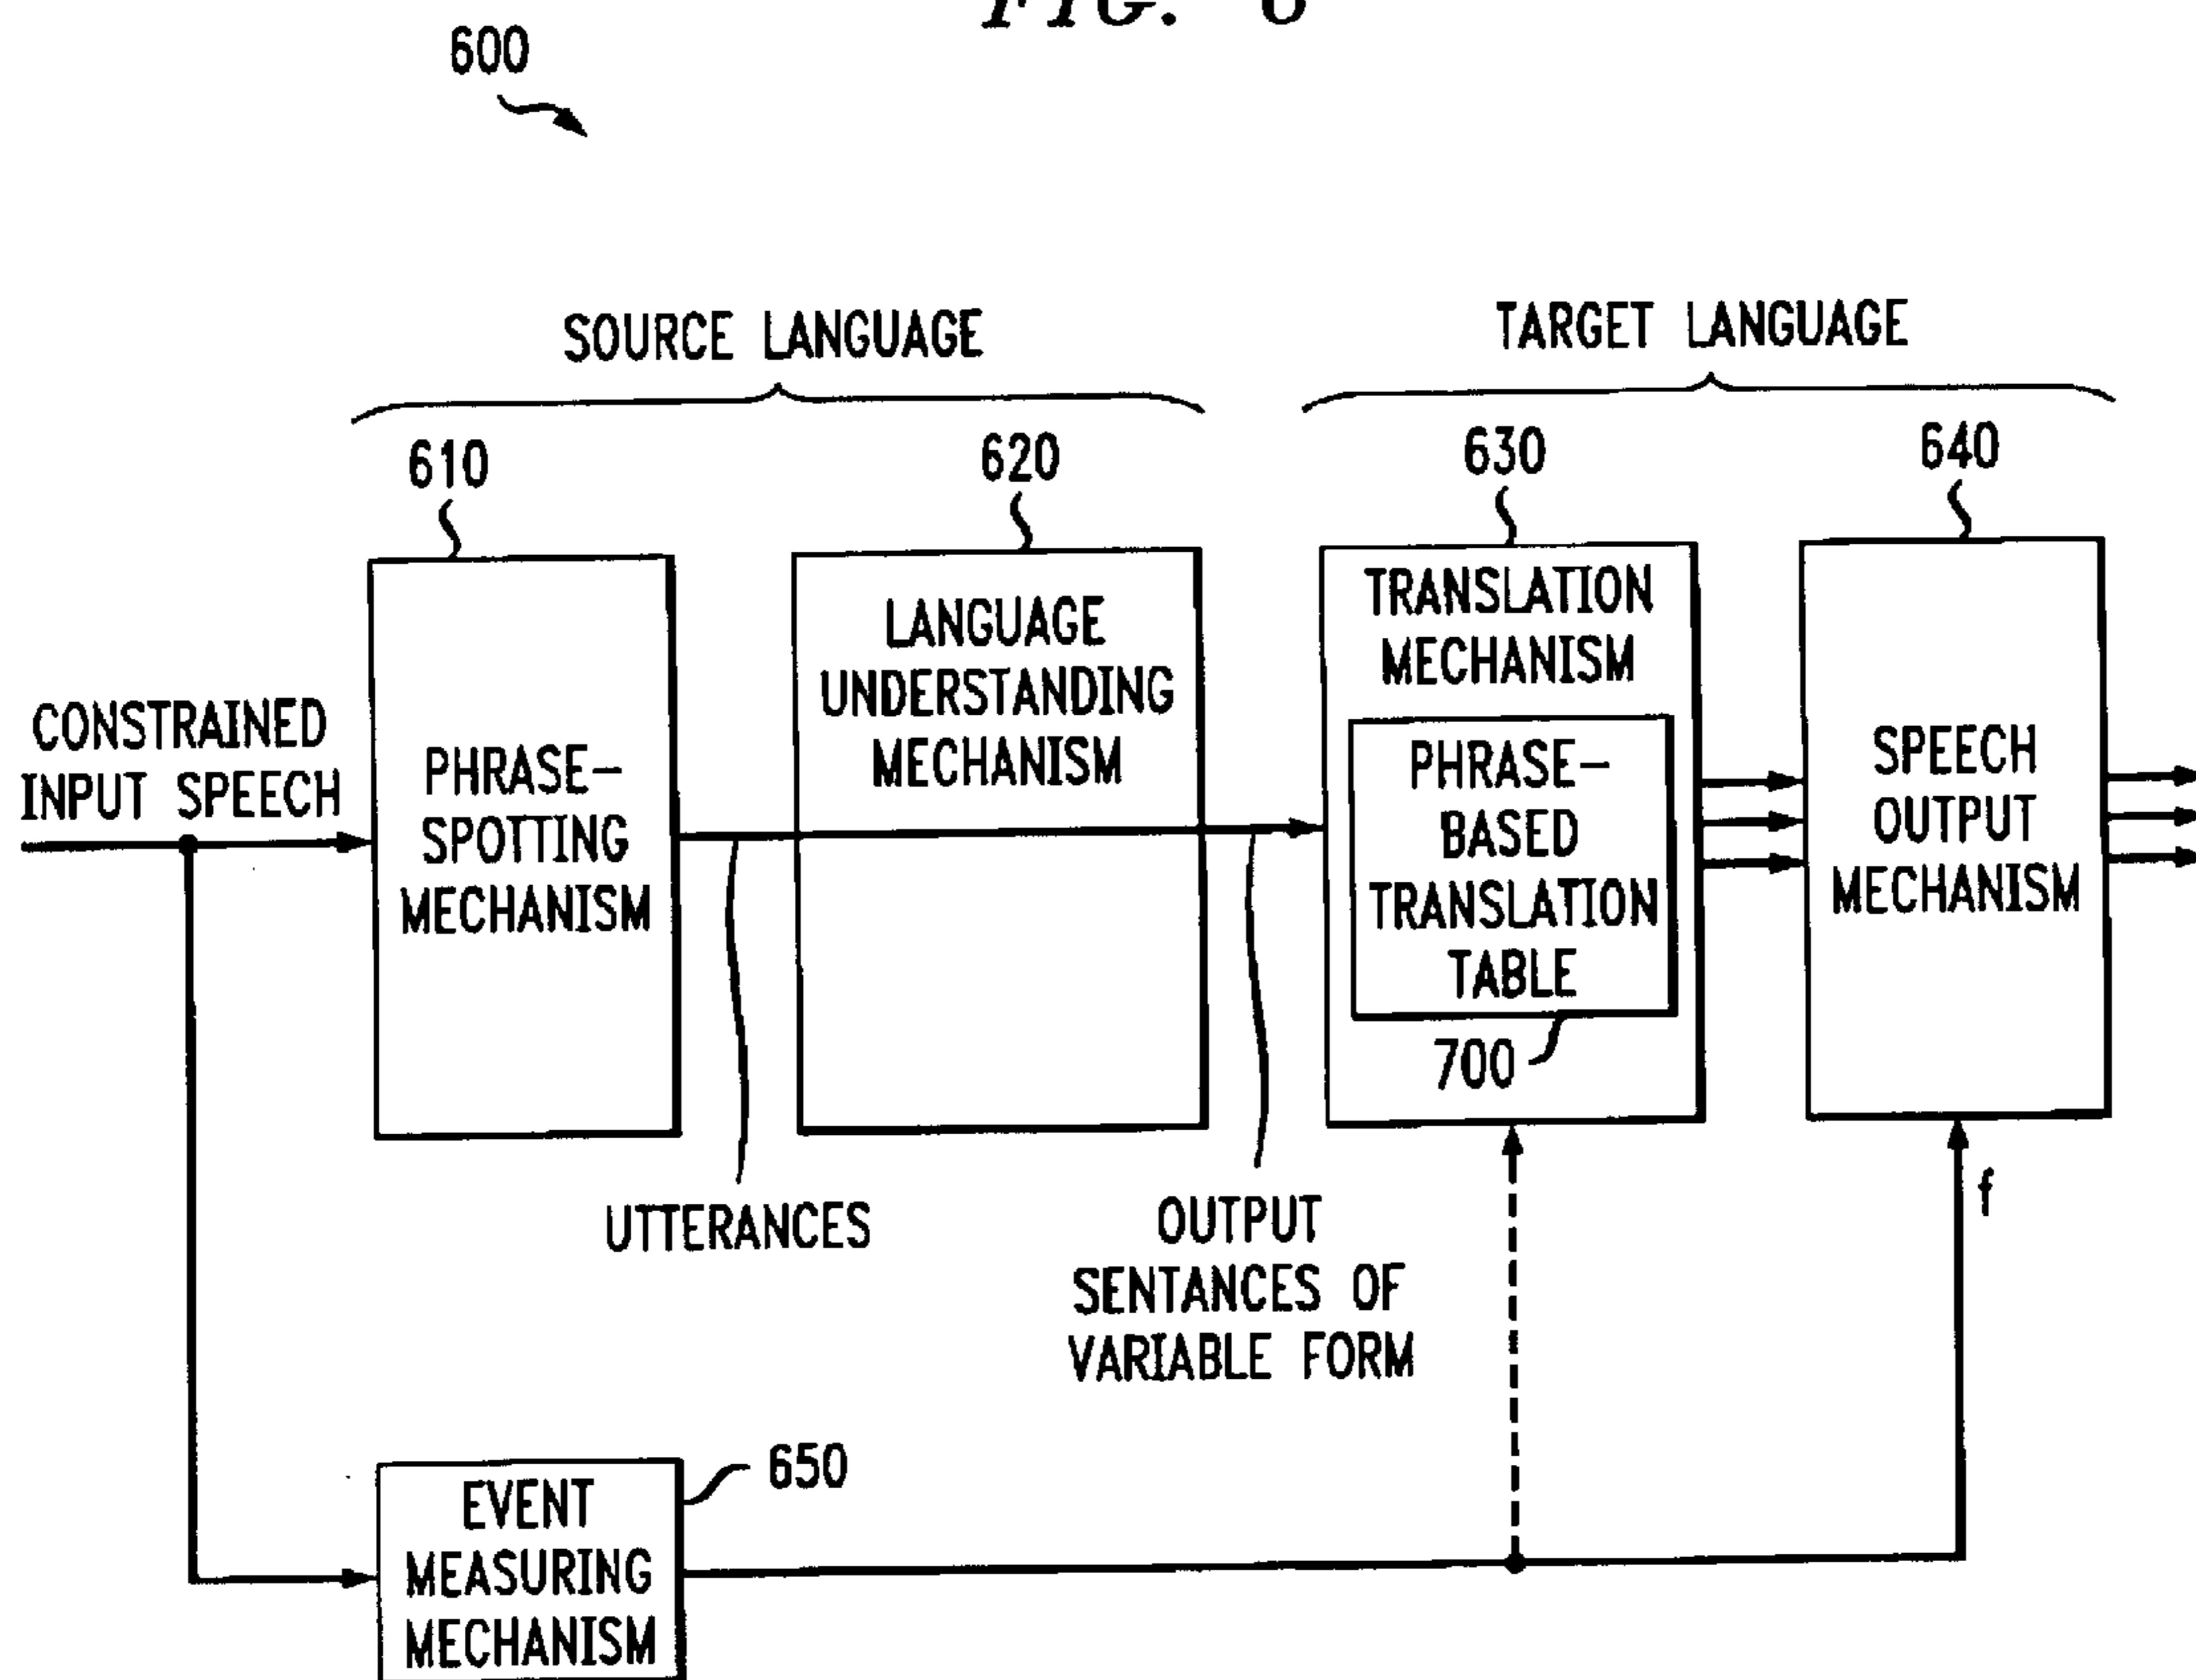 FIG. 6
600
SOURCE LANGUAGE
TARGET LANGUAGE
610
620
630
640
CONSTRAINED
INPUT SPEECH
PHRASE-
SPOTTING
MECHANISM
LANGUAGE
UNDERSTANDING
MECHANISM
TRANSLATION
MECHANISM
PHRASE-
BASED
TRANSLATION
TABLE
700
SPEECH
OUTPUT
MECHANISM
UTTERANCES
OUTPUT
SENTANCES OF
VARIABLE FORM
f
650
EVENT
MEASURING
MECHANISM